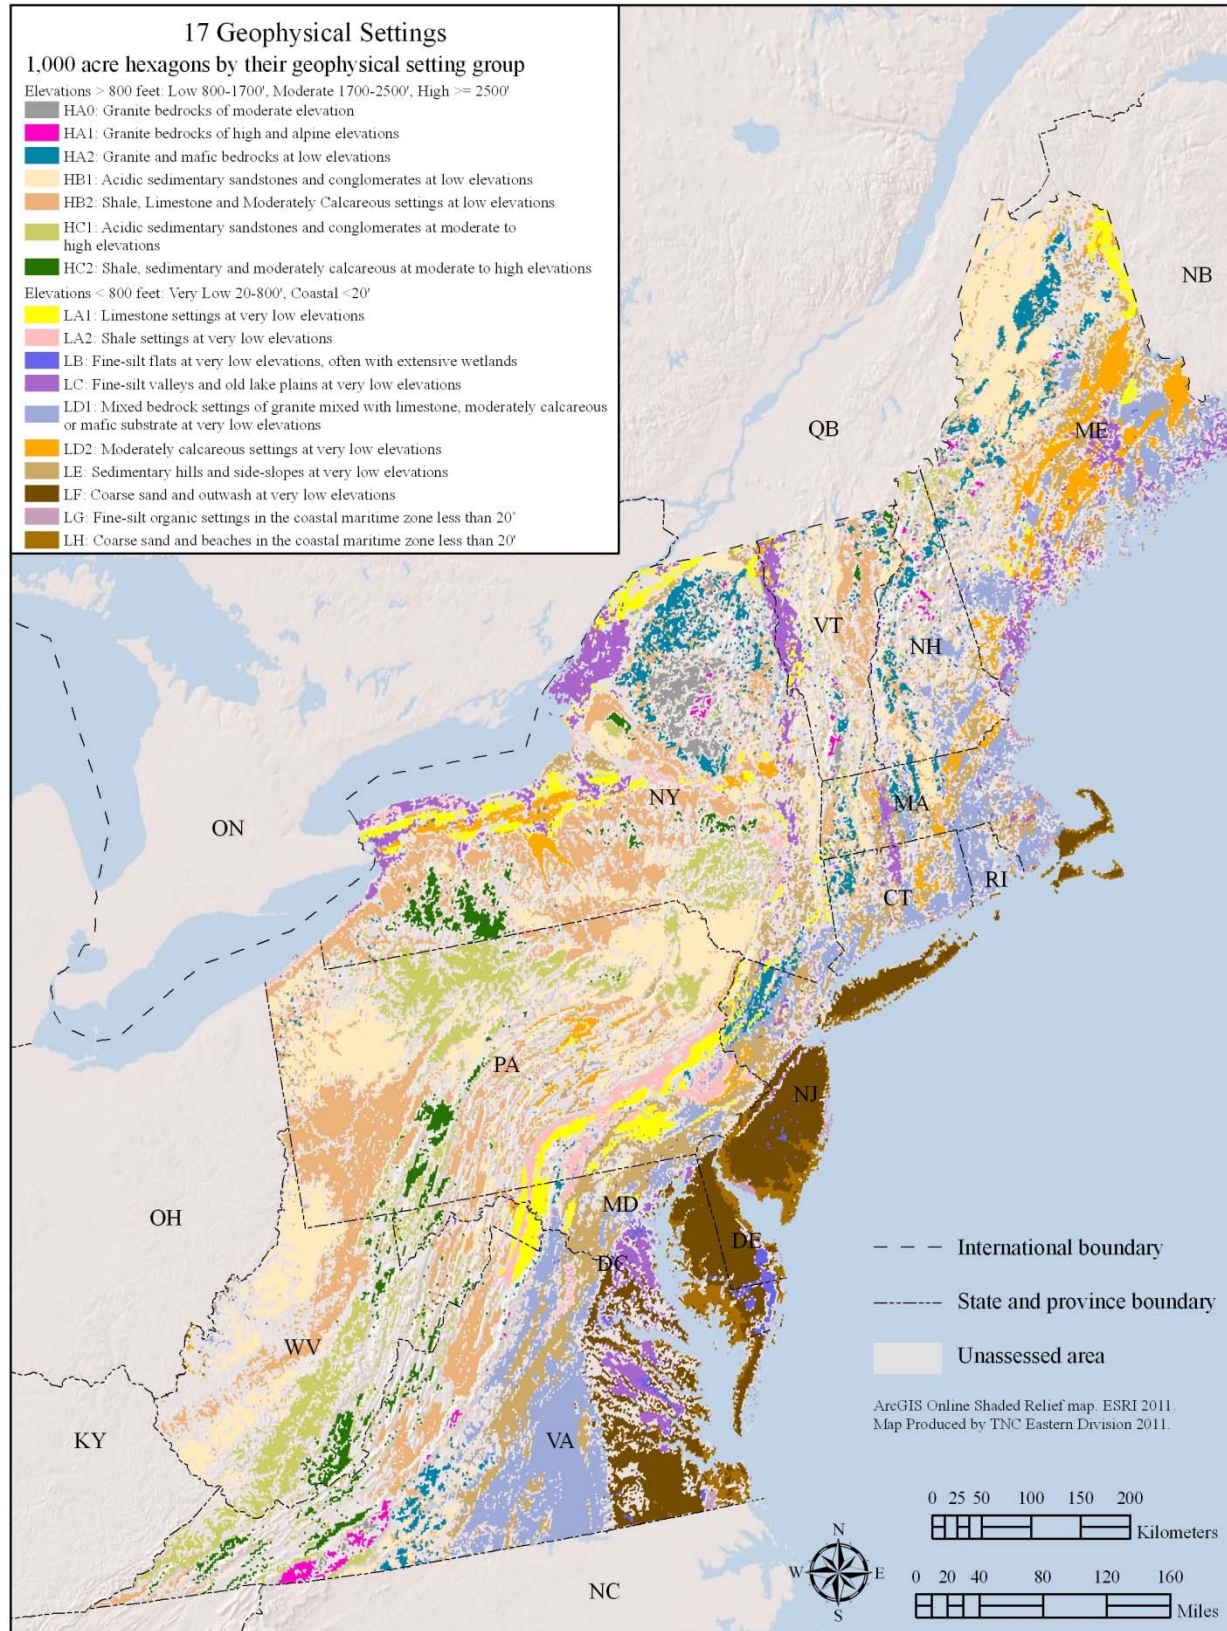 17 Geophysical Settings
1,000 acre hexagons by their geophysical setting group
Elevations > 800 feet: Low 800-1700', Moderate 1700-2500', High >= 2500'
HA0: Granite bedrocks of moderate elevation
HA1: Granite bedrocks of high and alpine elevations
HA2: Granite and mafic bedrocks at low elevations
HB1: Acidic sedimentary sandstones and conglomerates at low elevations
HB2: Shale, Limestone and Moderately Calcareous settings at low elevations
HC1: Acidic sedimentary sandstones and conglomerates at moderate to
high elevations
HC2: Shale, sedimentary and moderately calcareous at moderate to high elevations
Elevations < 800 feet: Very Low 20-800', Coastal <20'
LA1: Limestone settings at very low elevations
LA2: Shale settings at very low elevations
LB: Fine-silt flats at very low elevations, often with extensive wetlands
LC: Fine-silt valleys and old lake plains at very low elevations
LD1: Mixed bedrock settings of granite mixed with limestone, moderately calcareous
or mafic substrate at very low elevations
LD2: Moderately calcareous settings at very low elevations
LE: Sedimentary hills and side-slopes at very low elevations
LF: Coarse sand and outwash at very low elevations
LG: Fine-silt organic settings in the coastal maritime zone less than 20'
LH: Coarse sand and beaches in the coastal maritime zone less than 20'
NB
QB
ME
VT
NH
NY
MA
ON
RI
CT
PA
NJ
OH
MD
DE
DC
WV
KY
VA
NC
International boundary
State and province boundary
Unassessed area
ArcGIS Online Shaded Relief map. ESRI 2011.
Map Produced by TNC Eastern Division 2011.
0 25 50 100 150 200
Kilometers
N
W E
S
0 20 40 80 120 160
Miles